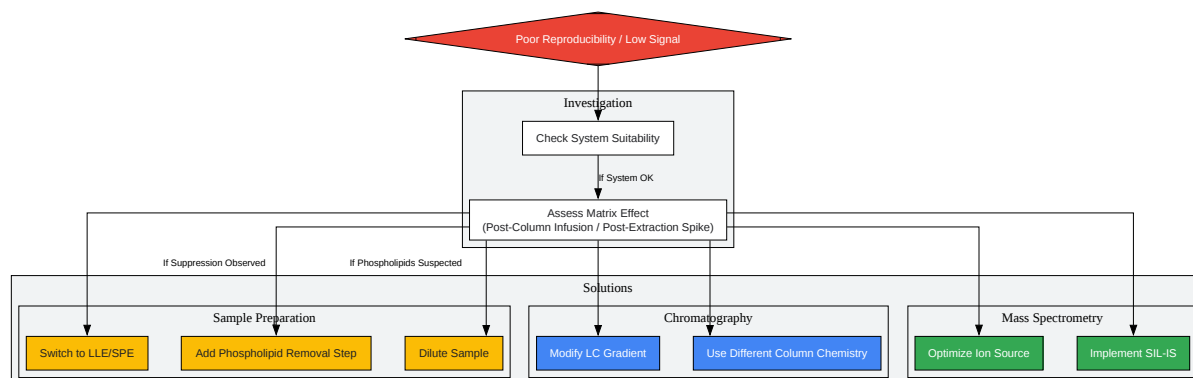 Poor Reproducibility / Low Signal
Investigation
Check System Suitability
If System OK
Assess Matrix Effect
(Post-Column Infusion / Post-Extraction Spike)
If Suppression Observed
If Phospholipids Suspected
Solutions
Sample Preparation
Chromatography
Mass Spectrometry
Switch to LLE/SPE
Add Phospholipid Removal Step
Dilute Sample
Modify LC Gradient
Use Different Column Chemistry
Optimize Ion Source
Implement SIL-IS